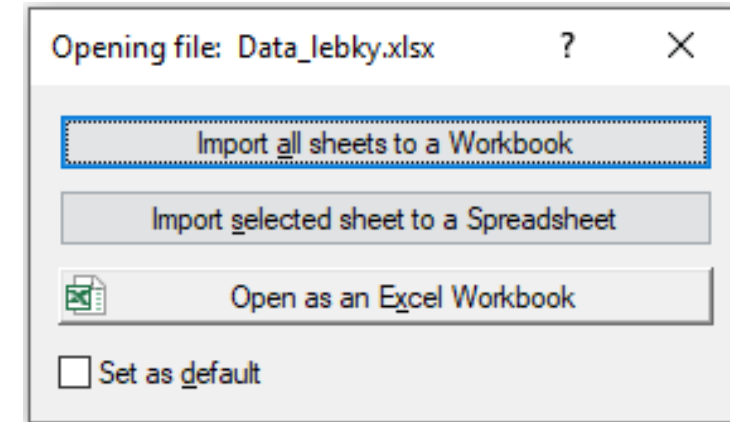 Opening file: Data_lebky.xlsx ? ×
Import all sheets to a Workbook
Import selected sheet to a Spreadsheet
Open as an Excel Workbook
Set as default